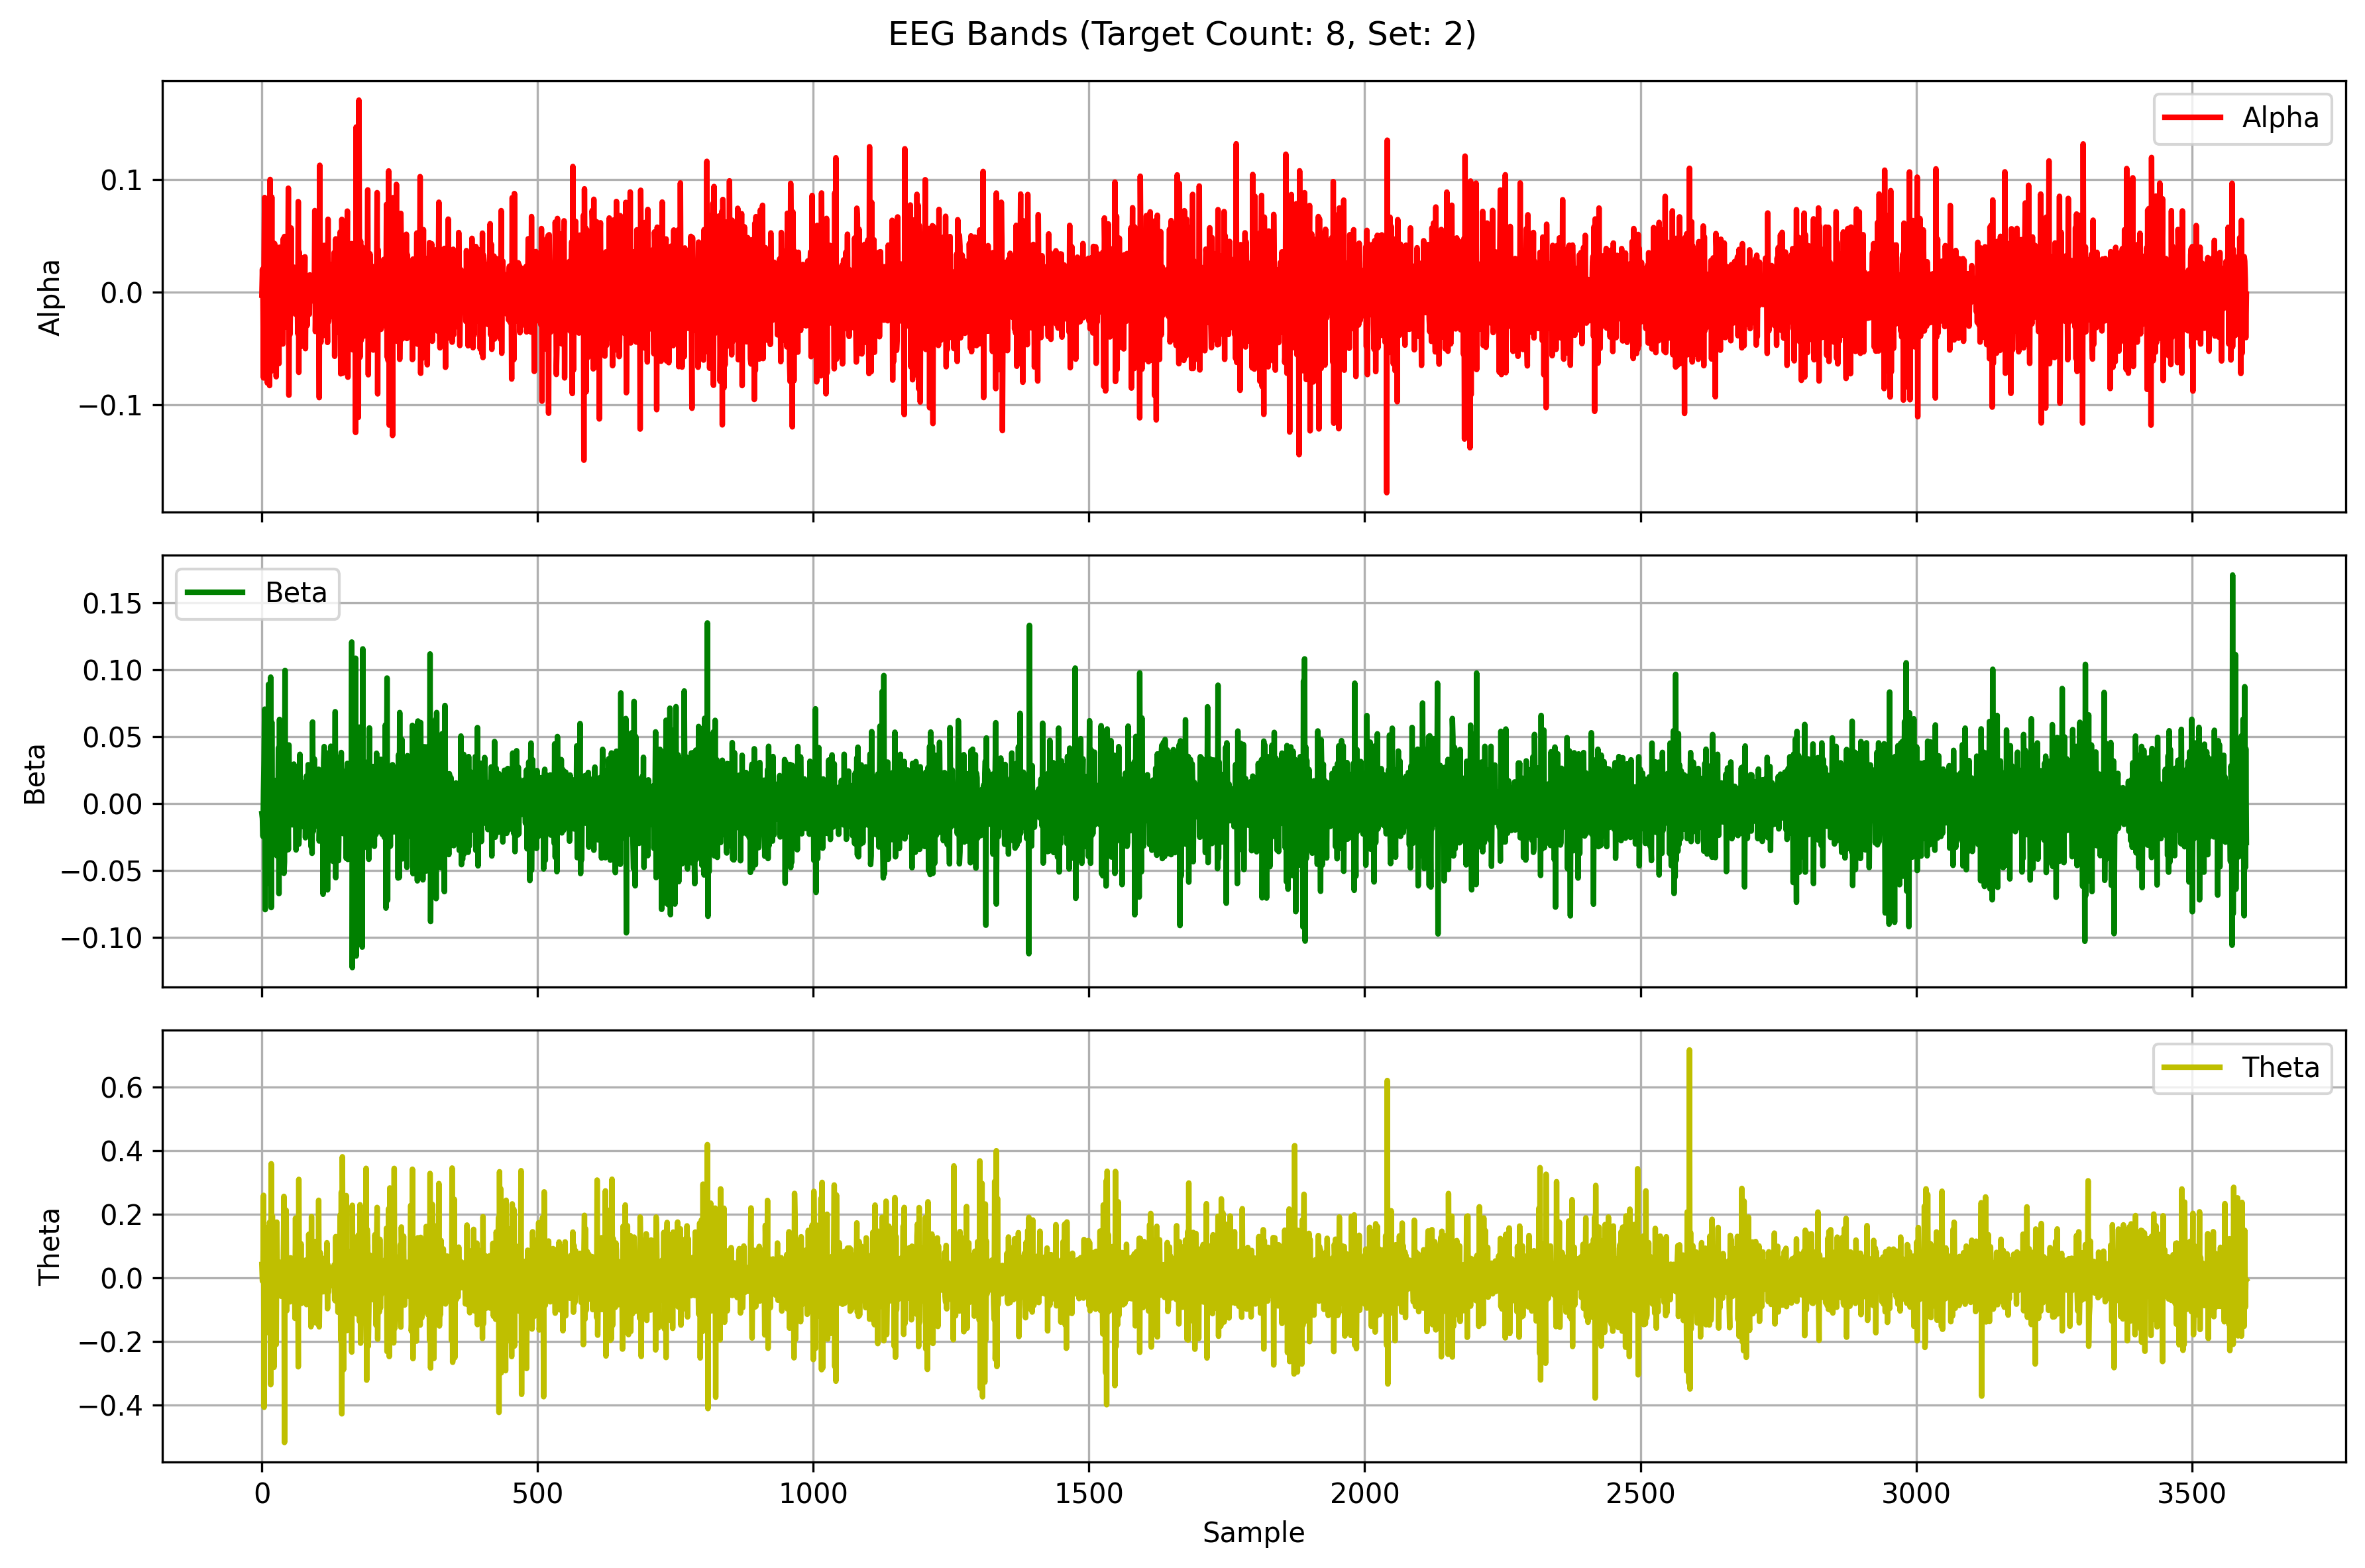 EEG Bands (Target Count: 8, Set: 2)
Alpha
0.1
0.0
−0.1
Alpha
Beta
0.15
0.10
0.05
0.00
−0.05
−0.10
Beta
Theta
0.6
0.4
0.2
0.0
−0.2
−0.4
Theta
0 500 1000 1500 2000 2500 3000 3500
Sample